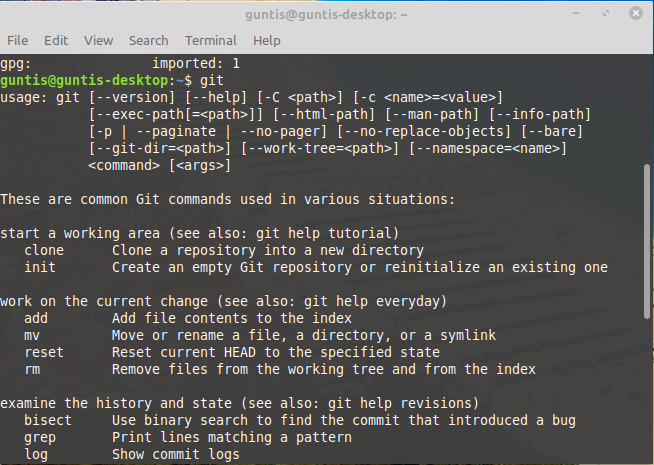 guntis@guntis-desktop: ~
File Edit View Search Terminal Help
gpg:               imported: 1
guntis@guntis-desktop:~$ git
usage: git [--version] [--help] [-C <path>] [-c <name>=<value>]
           [--exec-path[=<path>]] [--html-path] [--man-path] [--info-path]
           [-p | --paginate | --no-pager] [--no-replace-objects] [--bare]
           [--git-dir=<path>] [--work-tree=<path>] [--namespace=<name>]
           <command> [<args>]

These are common Git commands used in various situations:

start a working area (see also: git help tutorial)
   clone      Clone a repository into a new directory
   init       Create an empty Git repository or reinitialize an existing one

work on the current change (see also: git help everyday)
   add        Add file contents to the index
   mv         Move or rename a file, a directory, or a symlink
   reset      Reset current HEAD to the specified state
   rm         Remove files from the working tree and from the index

examine the history and state (see also: git help revisions)
   bisect     Use binary search to find the commit that introduced a bug
   grep       Print lines matching a pattern
   log        Show commit logs